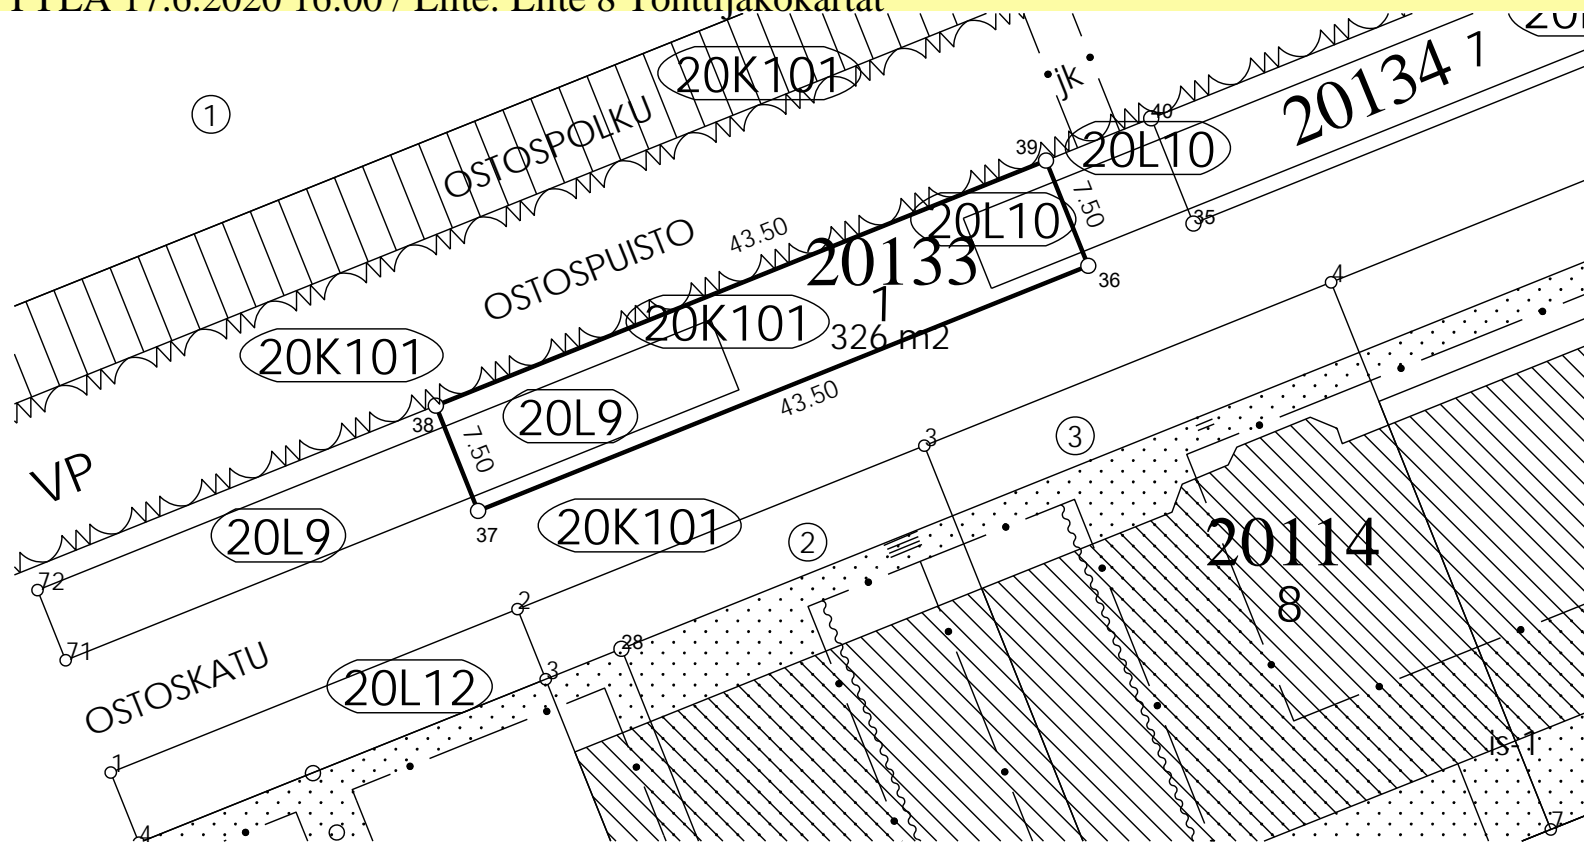 17.6.2020 16.00 / Liite: Liite 8 Tonttijakokartat
20K101
1
jk
20134 1
OSTOSPOLKU
40
39
20L10
7.50
35
20L10
43.50
OSTOSPUISTO
20133
1
36
4
20K101
326 m2
20K101
43.50
38
20L9
7.50
3
3
VP
37
20K101
20L9
2
20114
8
72
2
28
71
3
OSTOSKATU
20L12
is-1
1
7
4